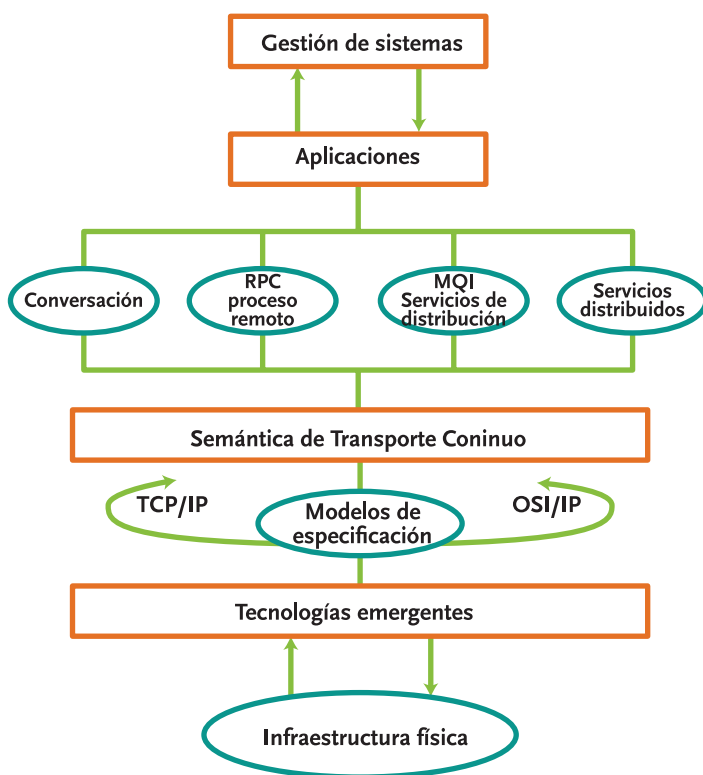 Gestión de sistemas
Aplicaciones
Conversación
RPC
proceso
remoto
MQI
Servicios de
distribución
Servicios
distribuidos
Semántica de Transporte Coninuo
TCP/IP
Modelos de
especificación
OSI/IP
Tecnologías emergentes
Infraestructura física